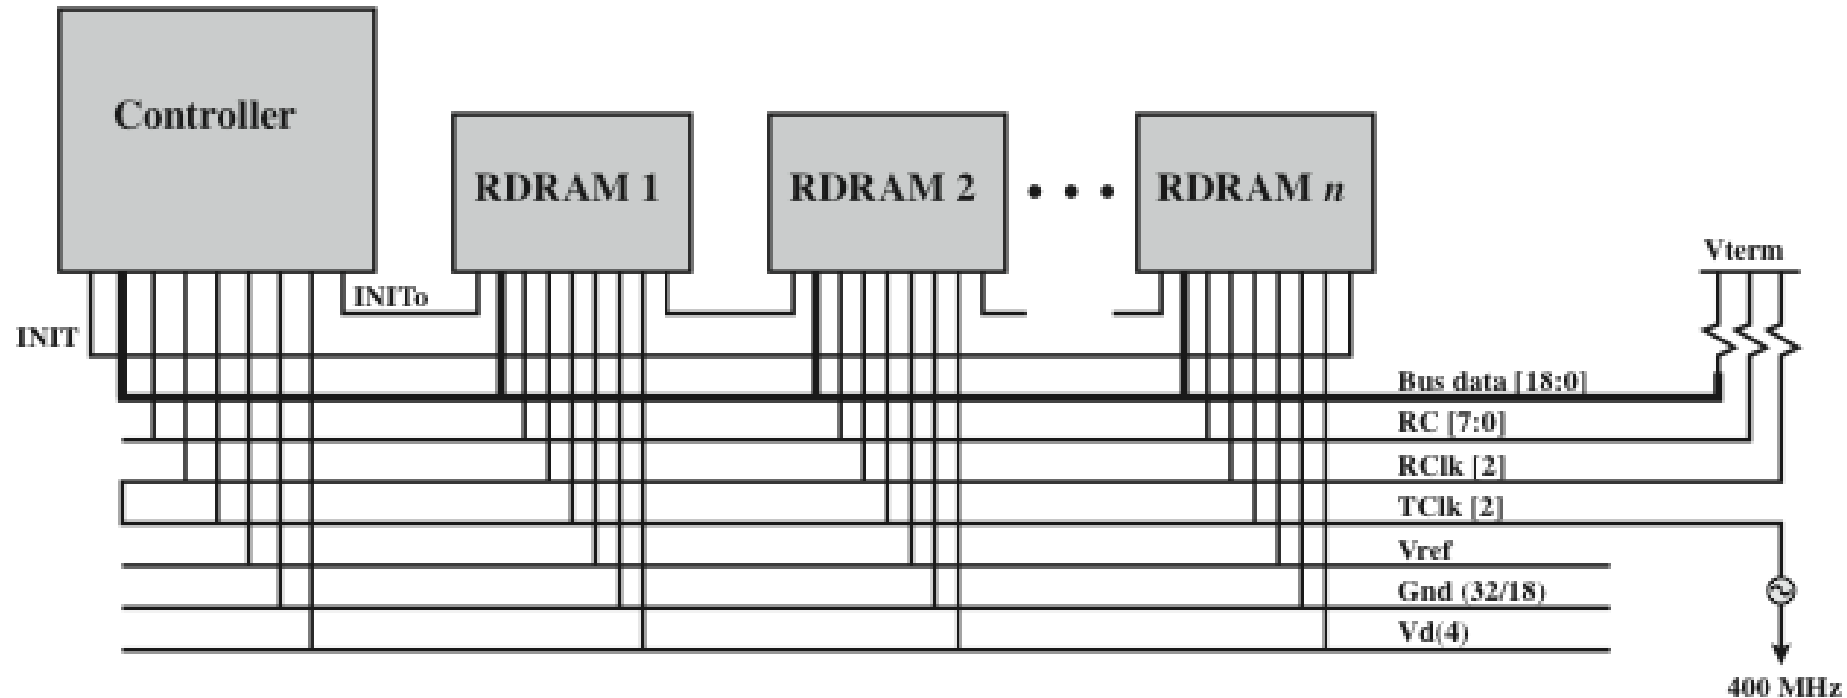 Controller
RDRAM 1
RDRAM 2
• • •
RDRAM n
Vterm
INITo
INIT
Bus data [18:0]
RC [7:0]
RClk [2]
TClk [2]
Vref
Gnd (32/18)
Vd(4)
400 MHz